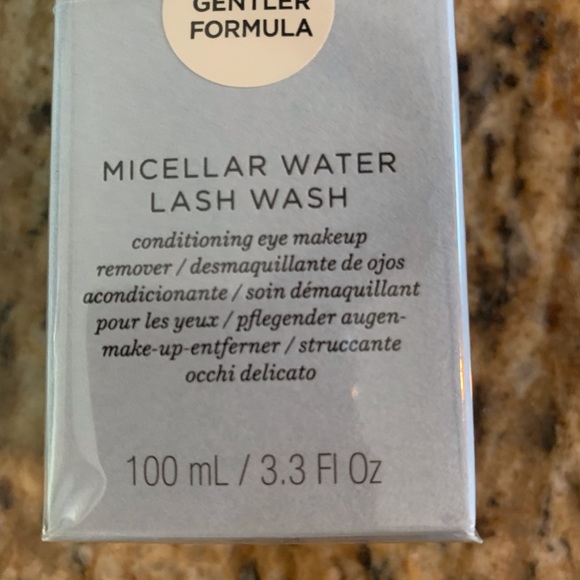 GENTLER
FORMULA
MICELLAR WATER
LASH WASH
conditioning eye makeup
remover / desmaquillante de ojos
acondicionante / soin démaquillant
pour les yeux / pflegender augen-
make-up-entferner / struccante
occhi delicato
100 mL / 3.3 Fl Oz